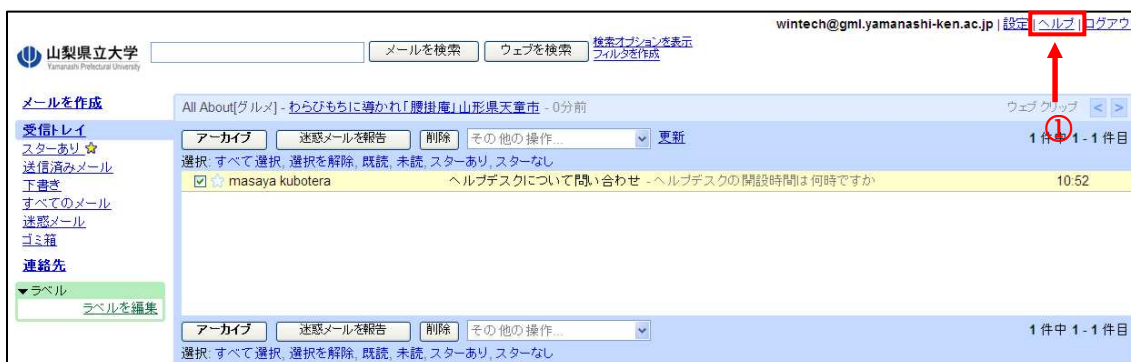 wintech@gml.yamanashi-ken.ac.jp | 設定 | ヘルプ | ログアウ
山梨県立大学
Yamanashi Prefectural University
メールを検索 ウェブを検索 検索オプションを表示
フィルタを作成
①
メールを作成
受信トレイ
スターあり
送信済みメール
下書き
すべてのメール
迷惑メール
ゴミ箱
連絡先
ラベル
ラベルを編集
All About[グルメ] - わらびもちに導かれ「腰掛庵」山形県天童市 - 0分前 ウェブ クリップ < >
アーカイブ 迷惑メールを報告 削除 その他の操作... 更新 1 件中 1 - 1 件目
選択: すべて選択, 選択を解除, 既読, 未読, スターあり, スターなし
masaya kubotera ヘルプデスクについて問い合わせ - ヘルプデスクの開設時間は何時ですか 10:52
アーカイブ 迷惑メールを報告 削除 その他の操作... 1 件中 1 - 1 件目
選択: すべて選択, 選択を解除, 既読, 未読, スターあり, スターなし